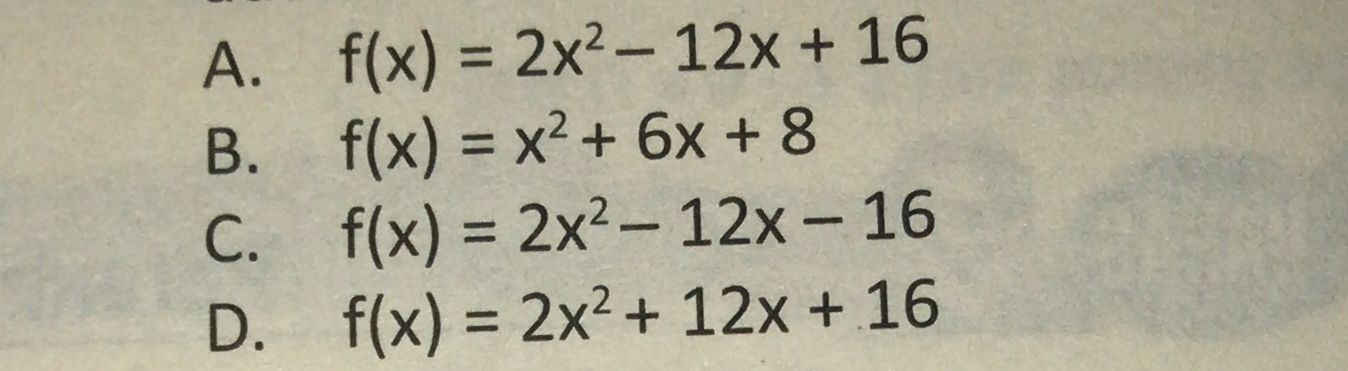 A. f(x) = 2x² – 12x + 16
B. f(x) = x² + 6x + 8
C. f(x) = 2x² – 12x – 16
D. f(x) = 2x² + 12x + 16